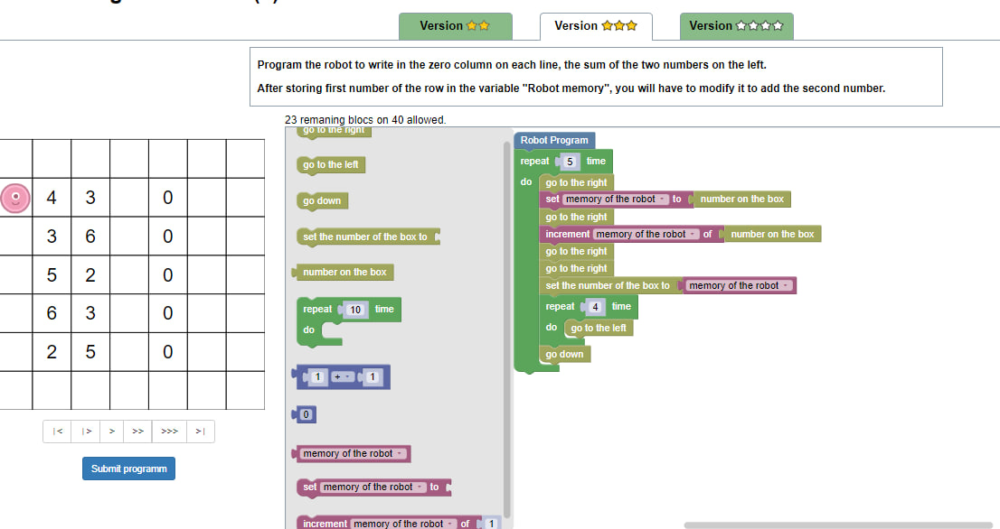 Version
Version
Version
Program the robot to write in the zero column on each line, the sum of the two numbers on the left.
After storing first number of the row in the variable "Robot memory", you will have to modify it to add the second number.
23 remaning blocs on 40 allowed.
4 3 0
3 6 0
5 2 0
6 3 0
2 5 0
|< |> > >> >>> >|
Submit programm
go to the right
go to the left
go down
set the number of the box to
number on the box
repeat 10 time
do
1 + 1
0
memory of the robot
set memory of the robot to
increment memory of the robot of 1
Robot Program
repeat 5 time
do go to the right
set memory of the robot to number on the box
go to the right
increment memory of the robot of number on the box
go to the right
go to the right
set the number of the box to memory of the robot
repeat 4 time
do go to the left
go down